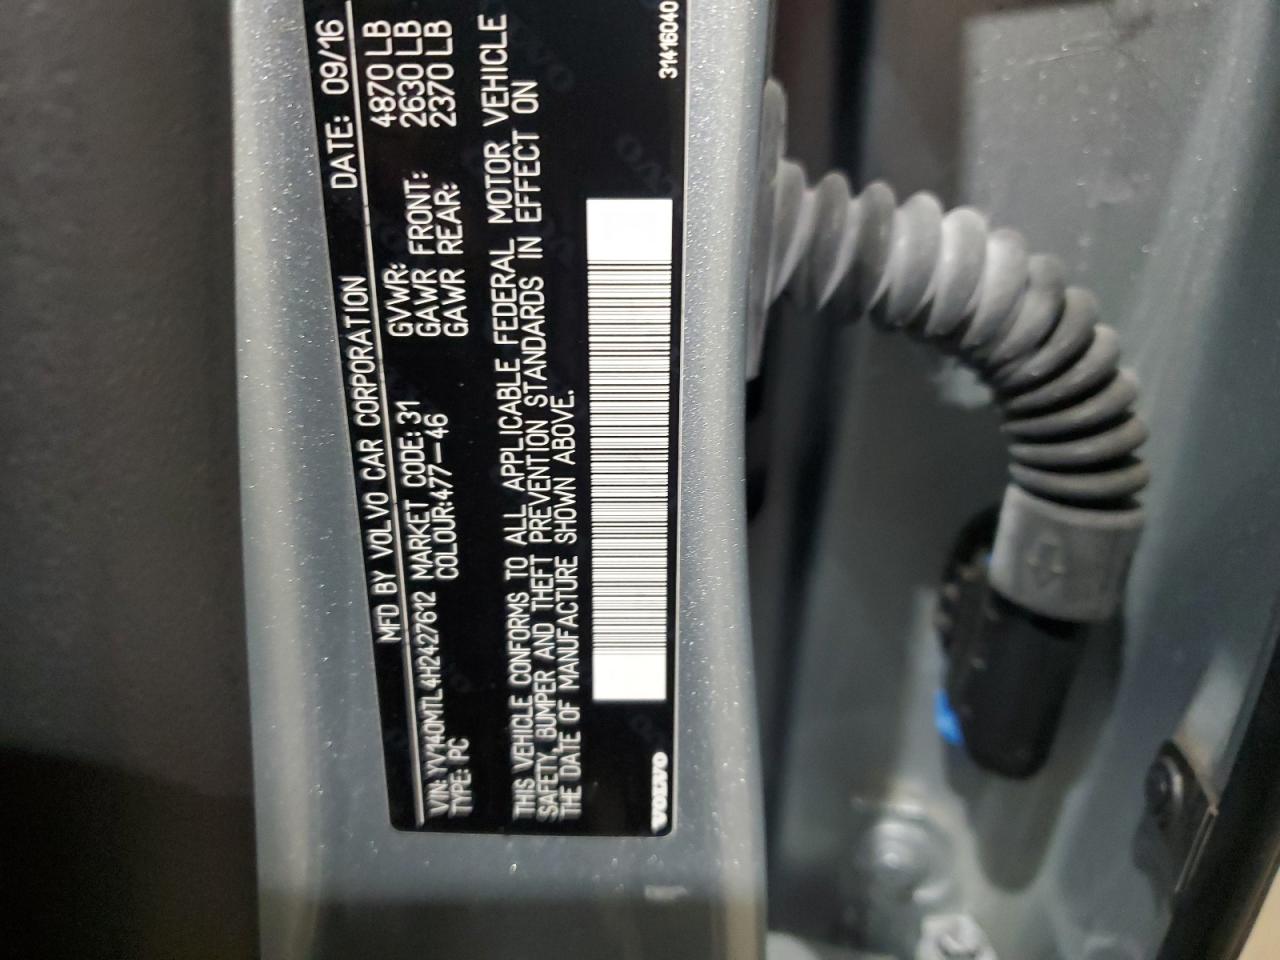 MFD BY VOLVO CAR CORPORATION DATE: 09/16
VIN: YV140MTL4H2427612 MARKET CODE: 31 GVWR: 4870 LB
TYPE: PC COLOUR:477-46 GAWR FRONT: 2630 LB
GAWR REAR: 2370 LB
THIS VEHICLE CONFORMS TO ALL APPLICABLE FEDERAL MOTOR VEHICLE
SAFETY, BUMPER AND THEFT PREVENTION STANDARDS IN EFFECT ON
THE DATE OF MANUFACTURE SHOWN ABOVE.
VOLVO 31416040